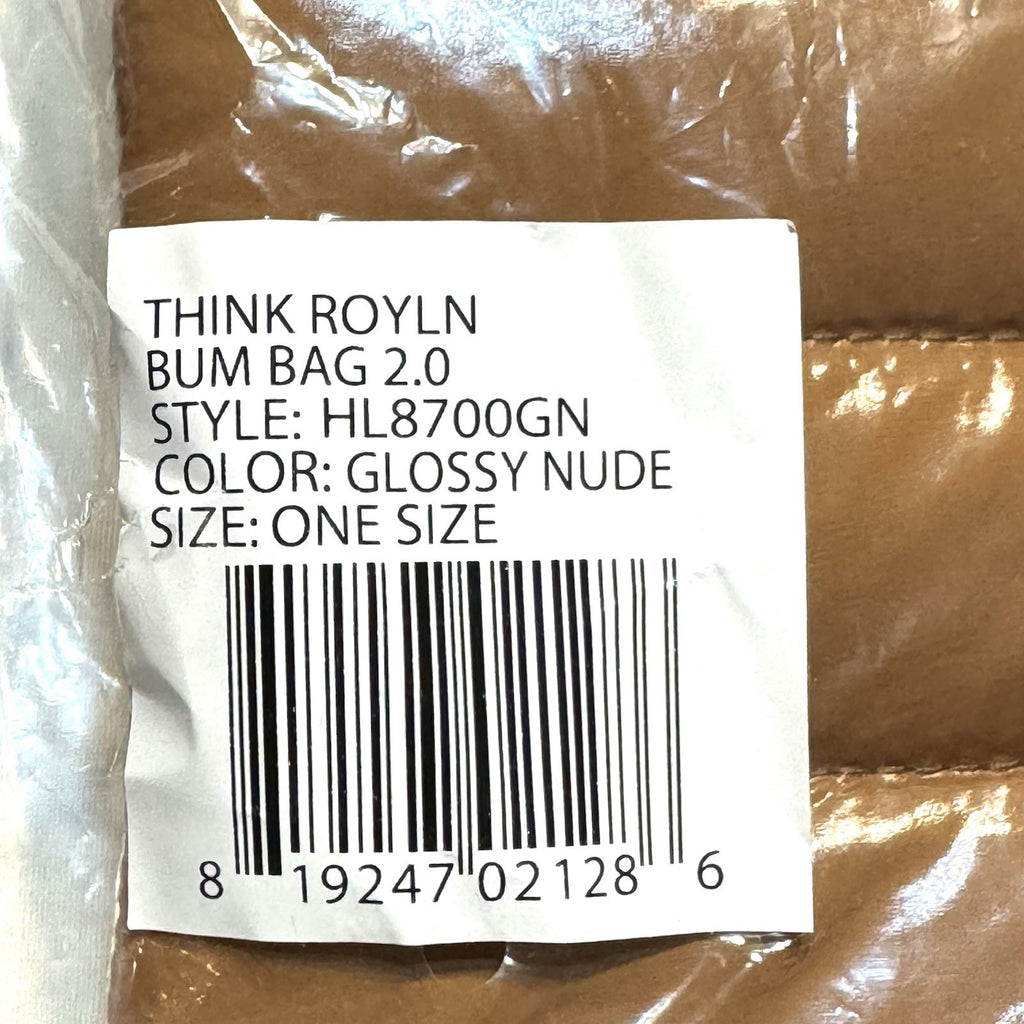 THINK ROYLN
BUM BAG 2.0
STYLE: HL8700GN
COLOR: GLOSSY NUDE
SIZE: ONE SIZE
8 19247 02128 6